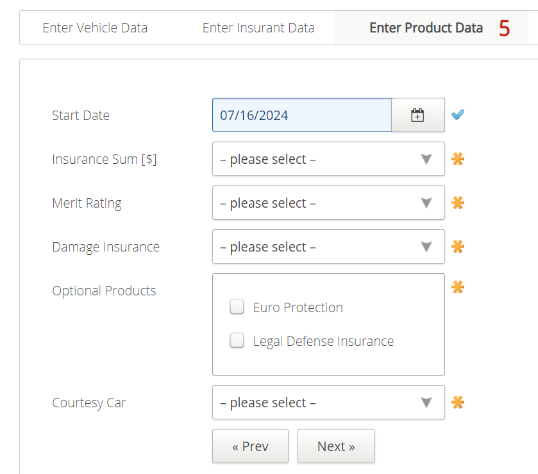 Enter Vehicle Data Enter Insurant Data Enter Product Data 5
Start Date 07/16/2024
Insurance Sum [$] – please select –
Merit Rating – please select –
Damage Insurance – please select –
Optional Products
Euro Protection
Legal Defense Insurance
Courtesy Car – please select –
« Prev Next »